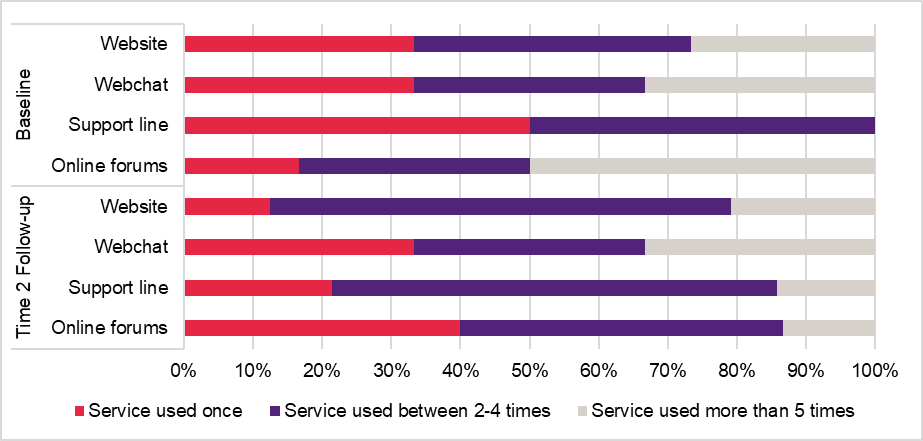 Baseline
Website
Webchat
Support line
Online forums
Time 2 Follow-up
Website
Webchat
Support line
Online forums
0% 10% 20% 30% 40% 50% 60% 70% 80% 90% 100%
Service used once Service used between 2-4 times Service used more than 5 times